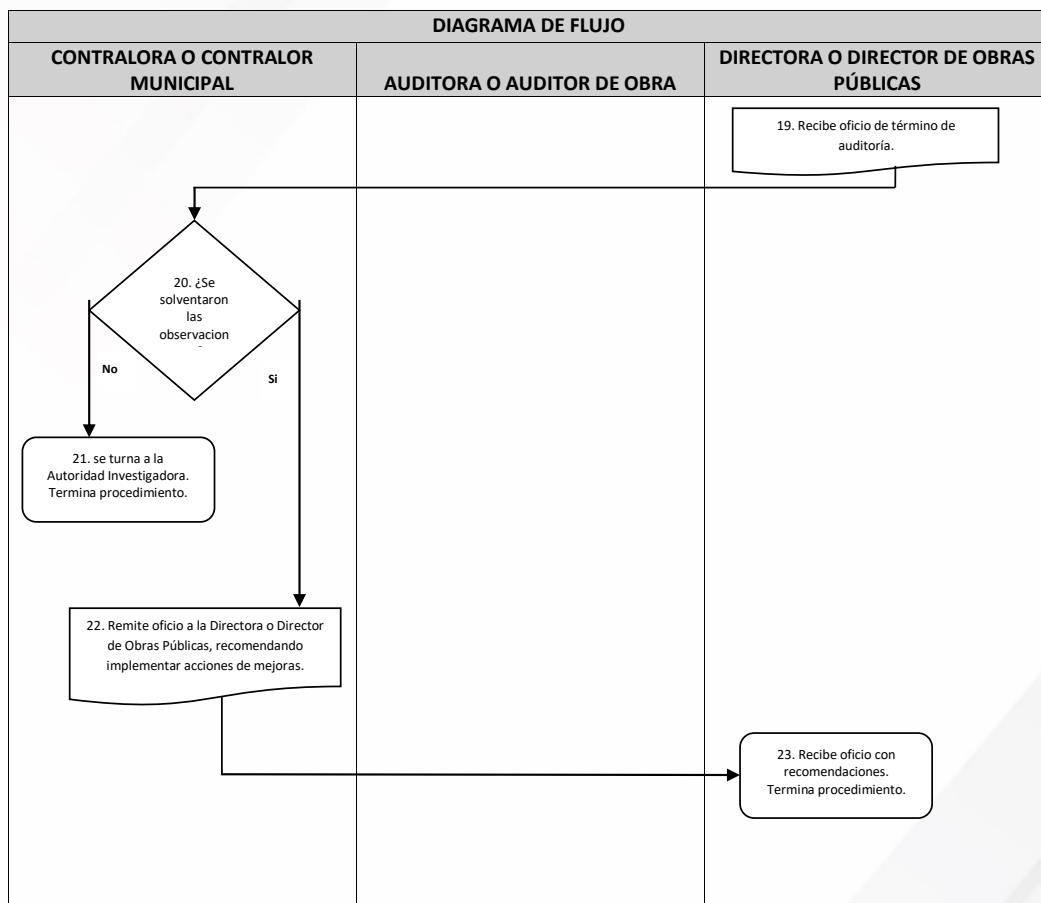 DIAGRAMA DE FLUJO
CONTRALORA O CONTRALOR
MUNICIPAL
AUDITORA O AUDITOR DE OBRA
DIRECTORA O DIRECTOR DE OBRAS
PÚBLICAS
19. Recibe oficio de término de
auditoría.
20. ¿Se
solventaron
las
observacion
No
Si
21. se turna a la
Autoridad Investigadora.
Termina procedimiento.
22. Remite oficio a la Directora o Director
de Obras Públicas, recomendando
implementar acciones de mejoras.
23. Recibe oficio con
recomendaciones.
Termina procedimiento.